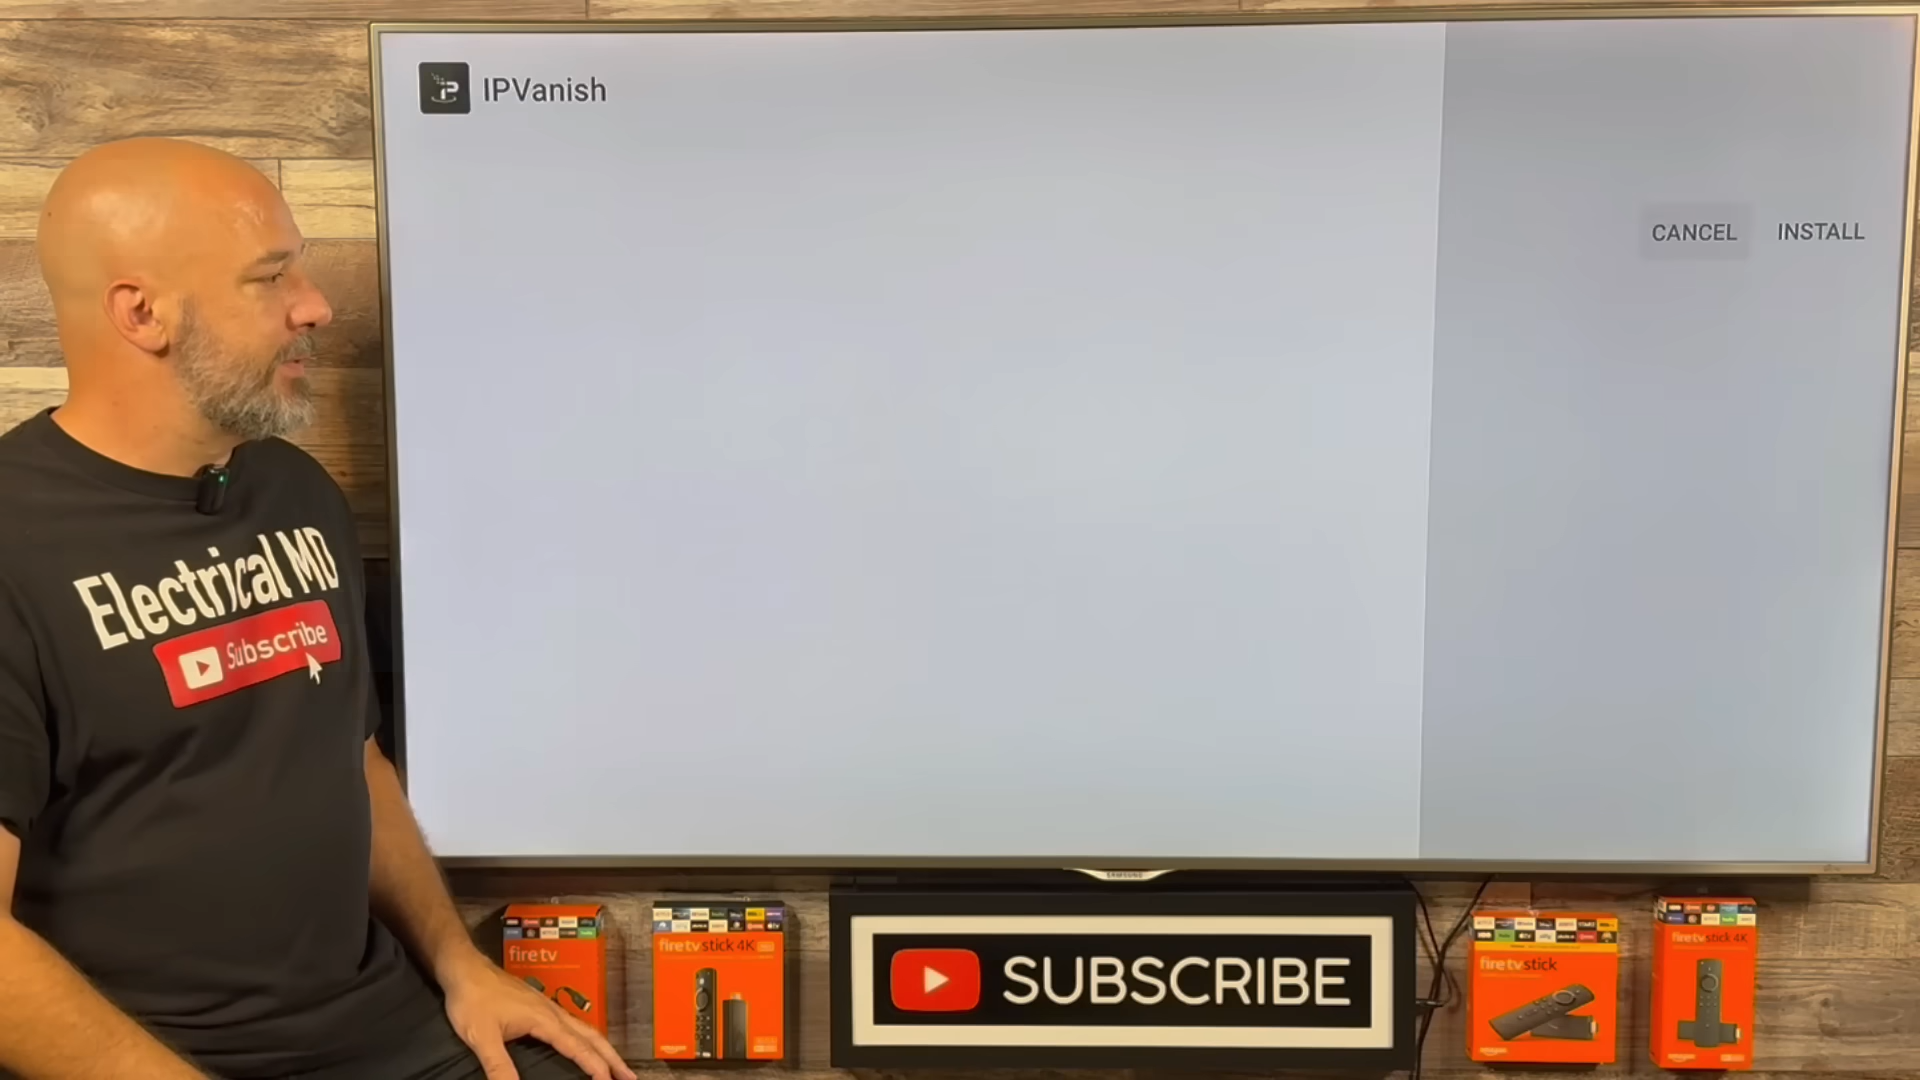 IPVanish
CANCEL INSTALL
Electrical MD
Subscribe
SAMSUNG
fire tv
fire tv stick 4K
SUBSCRIBE
fire tv stick
fire tv stick 4K